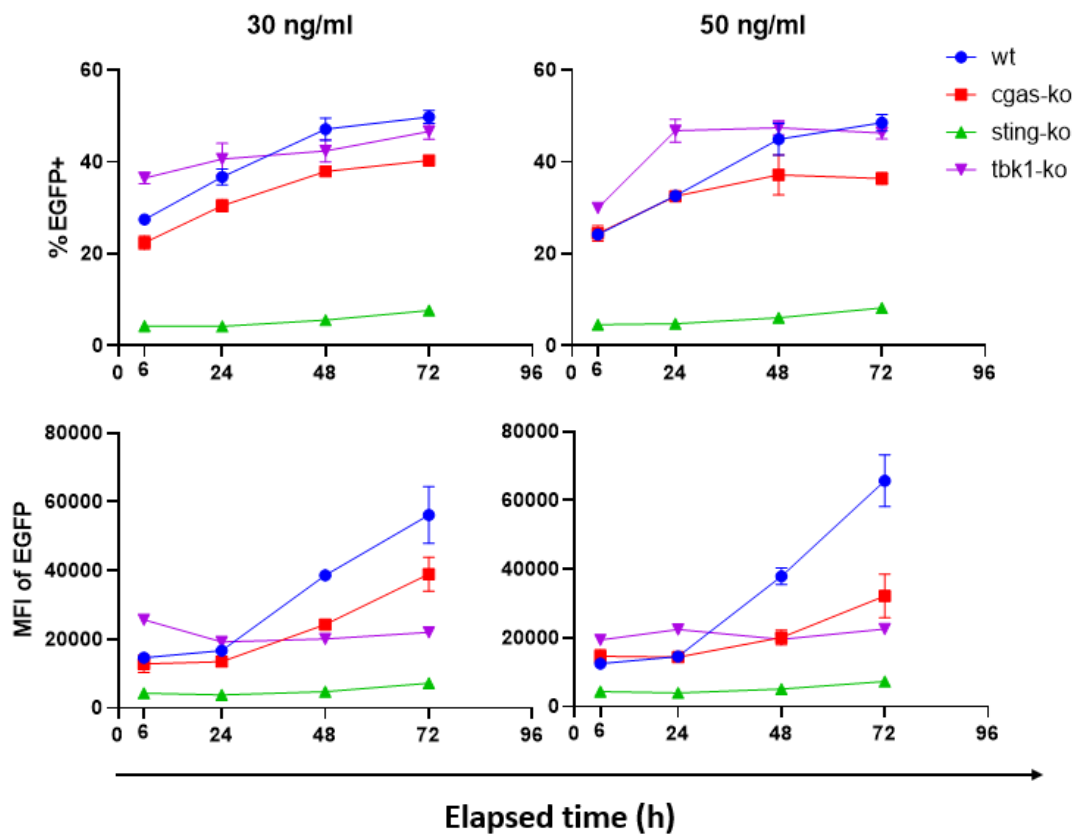 30 ng/ml
50 ng/ml
wt
cgas-ko
sting-ko
tbk1-ko
%EGFP+
60
40
20
0
0 6 24 48 72 96
60
40
20
0
0 6 24 48 72 96
MFI of EGFP
80000
60000
40000
20000
0
0 6 24 48 72 96
80000
60000
40000
20000
0
0 6 24 48 72 96
Elapsed time (h)